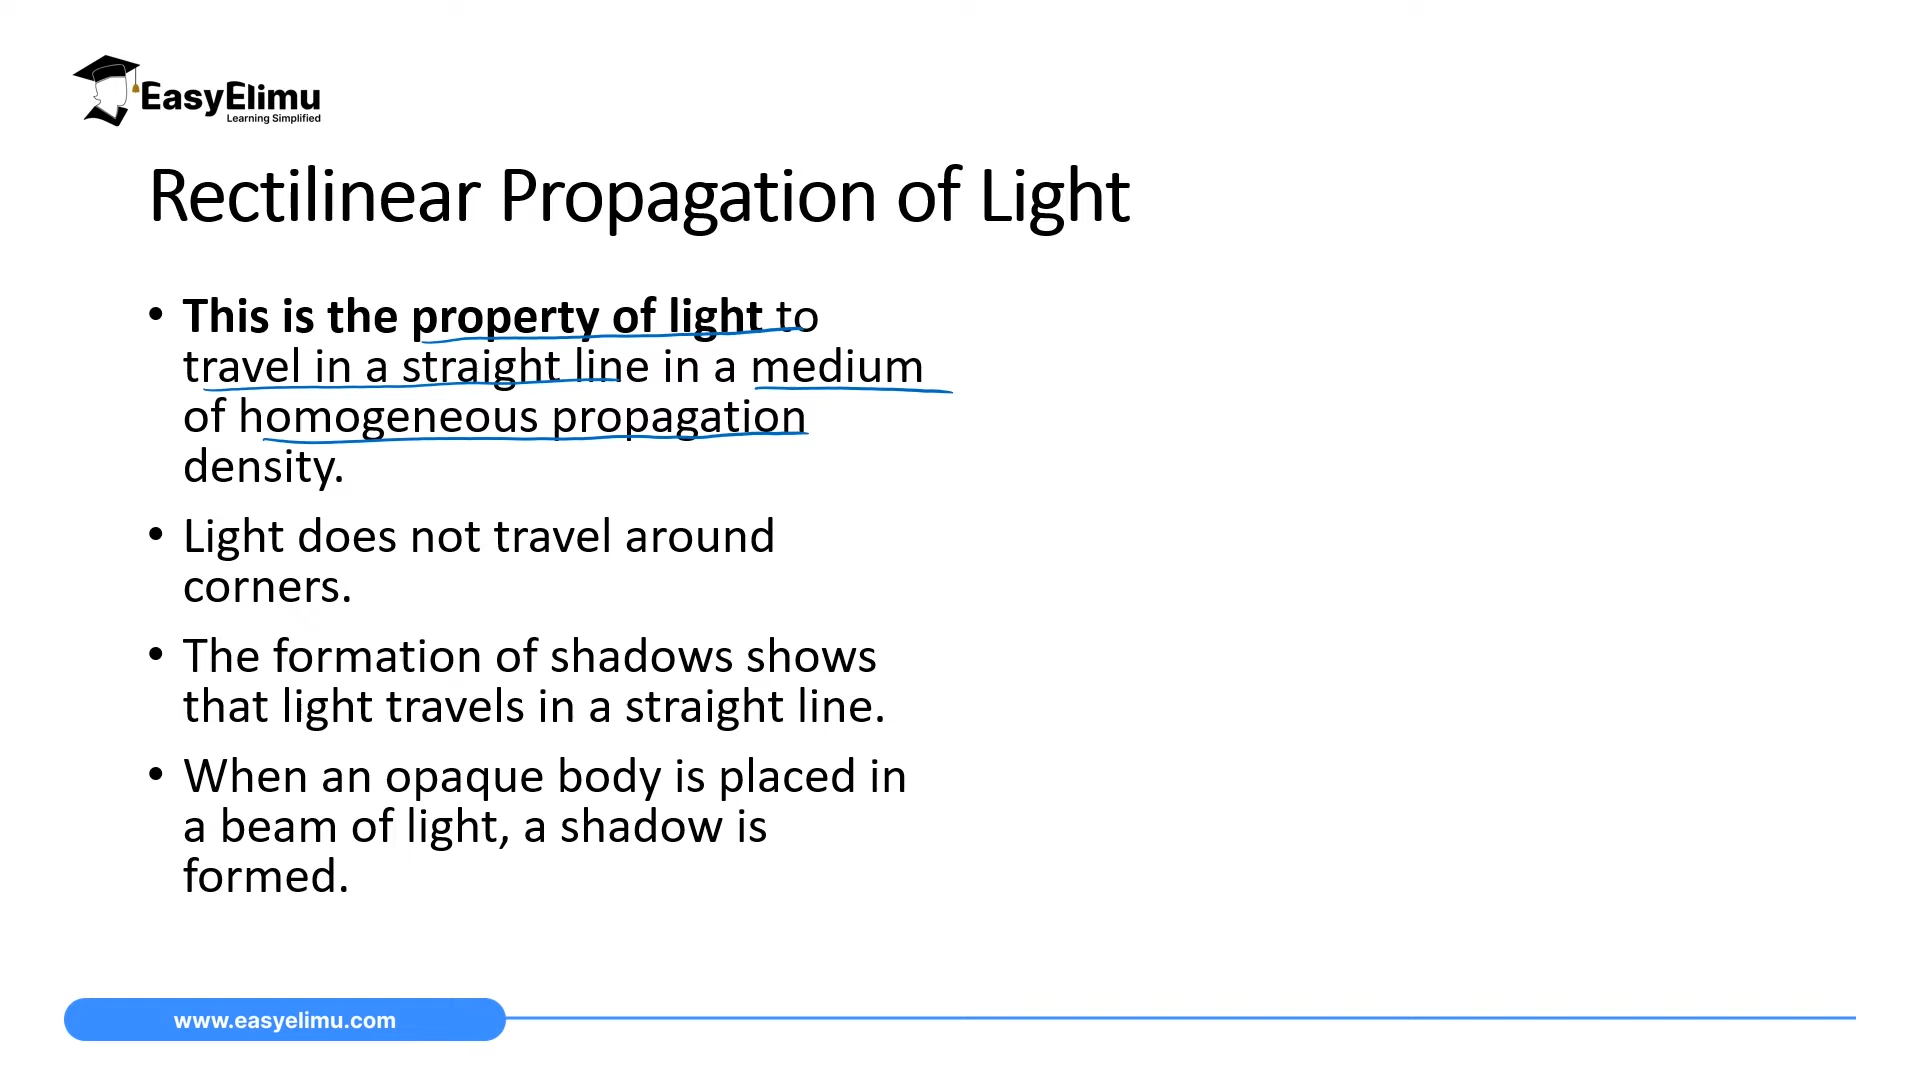 EasyElimu
Learning Simplified
Rectilinear Propagation of Light
• This is the property of light to
travel in a straight line in a medium
of homogeneous propagation
density.
• Light does not travel around
corners.
• The formation of shadows shows
that light travels in a straight line.
• When an opaque body is placed in
a beam of light, a shadow is
formed.
www.easyelimu.com